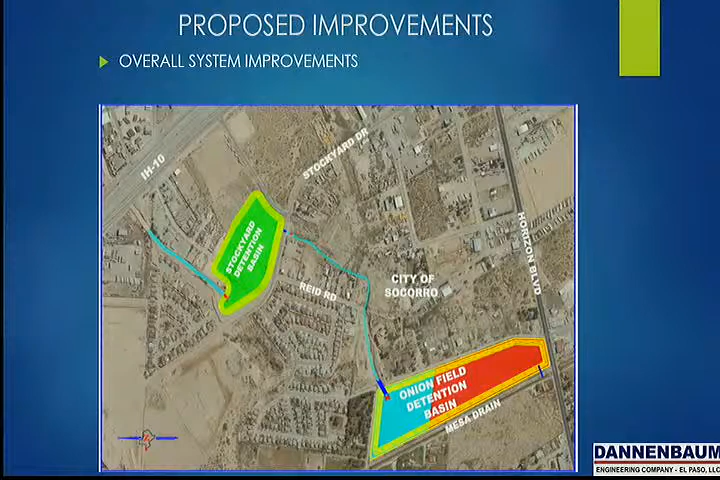 PROPOSED IMPROVEMENTS
OVERALL SYSTEM IMPROVEMENTS
IH-10
STOCKYARD DR
STOCKYARD
DETENTION
BASIN
HORIZON BLVD
CITY OF
SOCORRO
REID RD
ONION FIELD
DETENTION
BASIN
MESA DRAIN
DANNENBAUM
ENGINEERING COMPANY - EL PASO, LLC